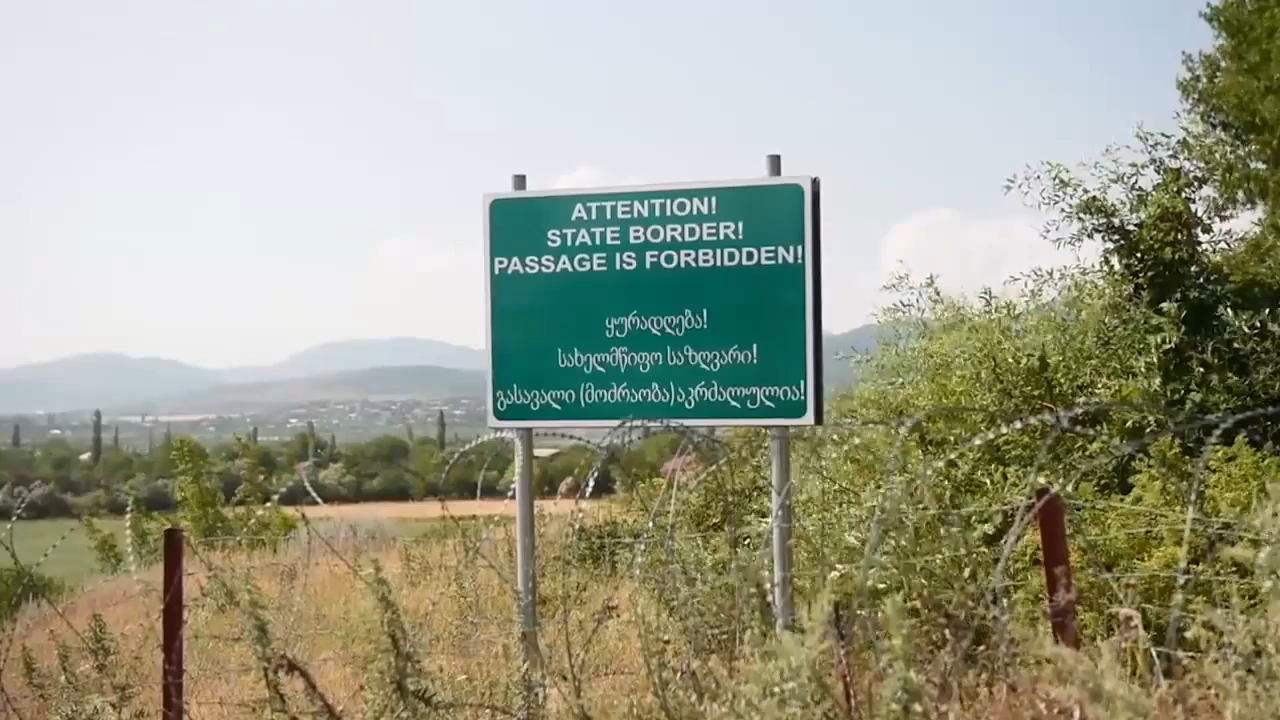 ATTENTION!
STATE BORDER!
PASSAGE IS FORBIDDEN!
ყურადღება!
სახელმწიფო საზღვარი!
გასავალი (მოძრაობა) აკრძალულია!